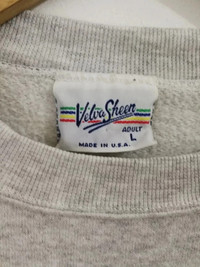 Velva Sheen
ADULT
L
MADE IN U.S.A.